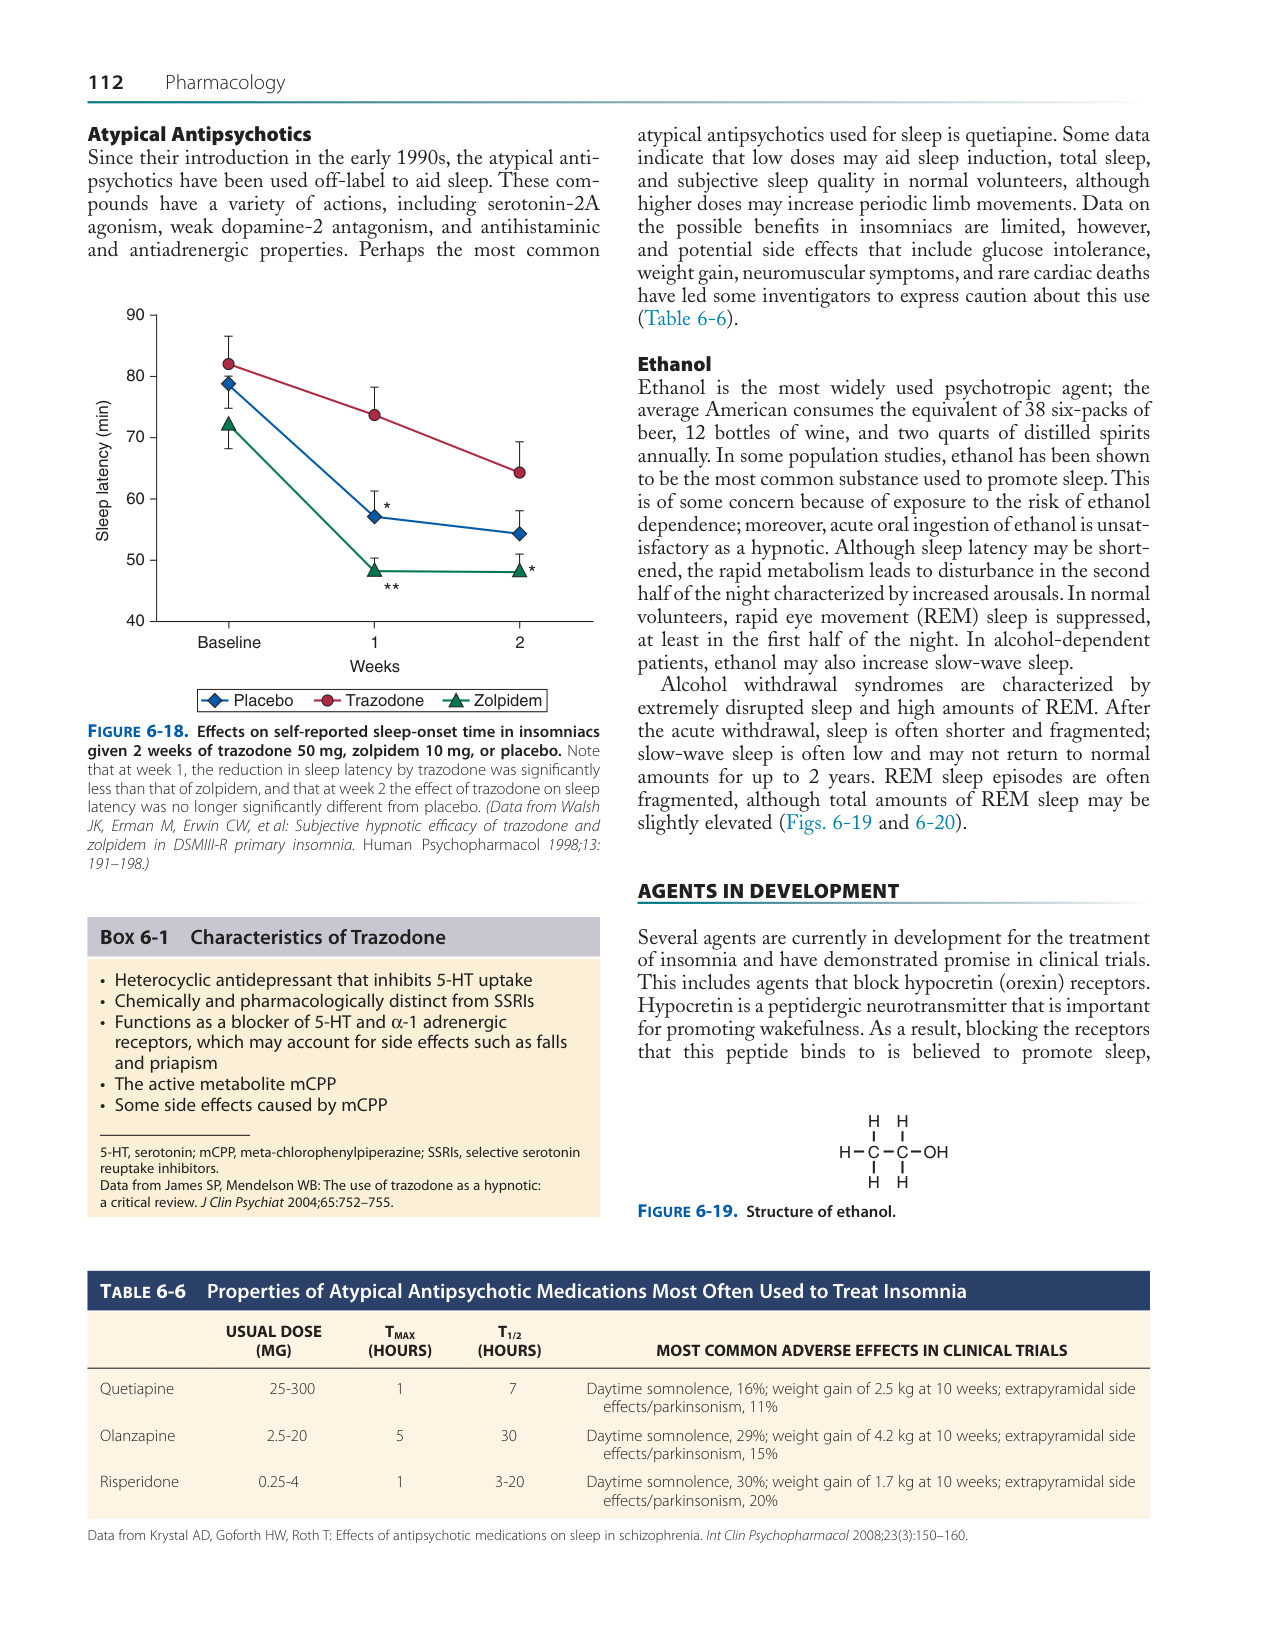 112 Pharmacology
Atypical Antipsychotics
Since their introduction in the early 1990s, the atypical anti-
psychotics have been used off-label to aid sleep. These com-
pounds have a variety of actions, including serotonin-2A
agonism, weak dopamine-2 antagonism, and antihistaminic
and antiadrenergic properties. Perhaps the most common
90
80
70
60
50
40
Sleep latency (min)
*
**
*
Baseline 1 2
Weeks
Placebo Trazodone Zolpidem
FIGURE 6-18. Effects on self-reported sleep-onset time in insomniacs
given 2 weeks of trazodone 50 mg, zolpidem 10 mg, or placebo. Note
that at week 1, the reduction in sleep latency by trazodone was significantly
less than that of zolpidem, and that at week 2 the effect of trazodone on sleep
latency was no longer significantly different from placebo. (Data from Walsh
JK, Erman M, Erwin CW, et al: Subjective hypnotic efficacy of trazodone and
zolpidem in DSMIII-R primary insomnia. Human Psychopharmacol 1998;13:
191–198.)
BOX 6-1 Characteristics of Trazodone
• Heterocyclic antidepressant that inhibits 5-HT uptake
• Chemically and pharmacologically distinct from SSRIs
• Functions as a blocker of 5-HT and α-1 adrenergic
receptors, which may account for side effects such as falls
and priapism
• The active metabolite mCPP
• Some side effects caused by mCPP
5-HT, serotonin; mCPP, meta-chlorophenylpiperazine; SSRIs, selective serotonin
reuptake inhibitors.
Data from James SP, Mendelson WB: The use of trazodone as a hypnotic:
a critical review. J Clin Psychiat 2004;65:752–755.
atypical antipsychotics used for sleep is quetiapine. Some data
indicate that low doses may aid sleep induction, total sleep,
and subjective sleep quality in normal volunteers, although
higher doses may increase periodic limb movements. Data on
the possible benefits in insomniacs are limited, however,
and potential side effects that include glucose intolerance,
weight gain, neuromuscular symptoms, and rare cardiac deaths
have led some inventigators to express caution about this use
(Table 6-6).
Ethanol
Ethanol is the most widely used psychotropic agent; the
average American consumes the equivalent of 38 six-packs of
beer, 12 bottles of wine, and two quarts of distilled spirits
annually. In some population studies, ethanol has been shown
to be the most common substance used to promote sleep. This
is of some concern because of exposure to the risk of ethanol
dependence; moreover, acute oral ingestion of ethanol is unsat-
isfactory as a hypnotic. Although sleep latency may be short-
ened, the rapid metabolism leads to disturbance in the second
half of the night characterized by increased arousals. In normal
volunteers, rapid eye movement (REM) sleep is suppressed,
at least in the first half of the night. In alcohol-dependent
patients, ethanol may also increase slow-wave sleep.
Alcohol withdrawal syndromes are characterized by
extremely disrupted sleep and high amounts of REM. After
the acute withdrawal, sleep is often shorter and fragmented;
slow-wave sleep is often low and may not return to normal
amounts for up to 2 years. REM sleep episodes are often
fragmented, although total amounts of REM sleep may be
slightly elevated (Figs. 6-19 and 6-20).
AGENTS IN DEVELOPMENT
Several agents are currently in development for the treatment
of insomnia and have demonstrated promise in clinical trials.
This includes agents that block hypocretin (orexin) receptors.
Hypocretin is a peptidergic neurotransmitter that is important
for promoting wakefulness. As a result, blocking the receptors
that this peptide binds to is believed to promote sleep,
H H
H C C OH
H H
FIGURE 6-19. Structure of ethanol.
TABLE 6-6 Properties of Atypical Antipsychotic Medications Most Often Used to Treat Insomnia
USUAL DOSE TMAX T1/2
(MG) (HOURS) (HOURS) MOST COMMON ADVERSE EFFECTS IN CLINICAL TRIALS
Quetiapine 25-300 1 7 Daytime somnolence, 16%; weight gain of 2.5 kg at 10 weeks; extrapyramidal side
effects/parkinsonism, 11%
Olanzapine 2.5-20 5 30 Daytime somnolence, 29%; weight gain of 4.2 kg at 10 weeks; extrapyramidal side
effects/parkinsonism, 15%
Risperidone 0.25-4 1 3-20 Daytime somnolence, 30%; weight gain of 1.7 kg at 10 weeks; extrapyramidal side
effects/parkinsonism, 20%
Data from Krystal AD, Goforth HW, Roth T: Effects of antipsychotic medications on sleep in schizophrenia. Int Clin Psychopharmacol 2008;23(3):150–160.